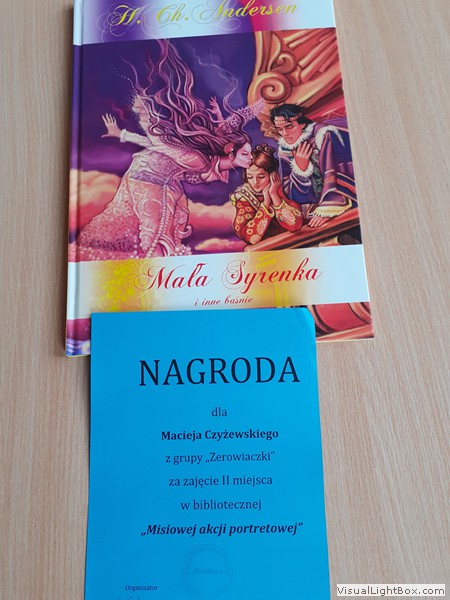 H. Ch. Andersen
Mała Syrenka
i inne baśnie
NAGRODA
dla
Macieja Czyżewskiego
z grupy „Zerowiaczki”
za zajęcie II miejsca
w bibliotecznej
„Misiowej akcji portretowej”
Organizator
VisualLightBox.com